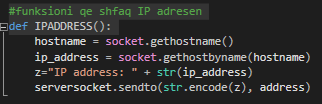 #funksioni qe shfaq IP adresen
def IPADDRESS():
hostname = socket.gethostname()
ip_address = socket.gethostbyname(hostname)
z="IP address: " + str(ip_address)
serversocket.sendto(str.encode(z), address)